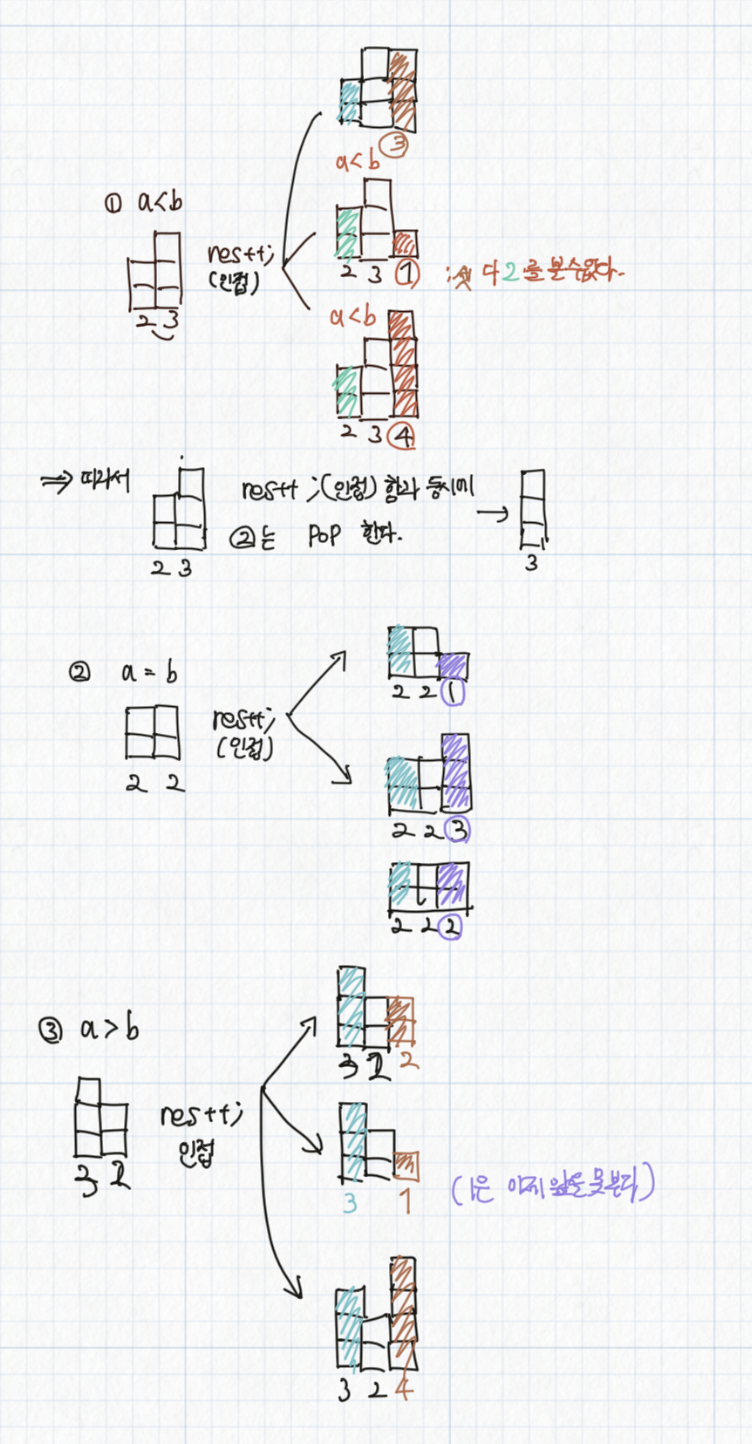 ③
a<b
① a<b
res++;
(인접)
2 3
2 3 ①
; 셋 다 2를 볼수없다.
a<b
2 3 ④
⇒ 따라서
res++ ;(인접) 함과 동시에
②는 PoP 한다.
→
2 3
3
② a = b
res++;
(인접)
2 2
2 2 ①
2 2 ③
2 2 ②
③ a > b
res++;
인접
3 2
3 2 2
3 1
(1은 아직 앞을 못본다)
3 2 4